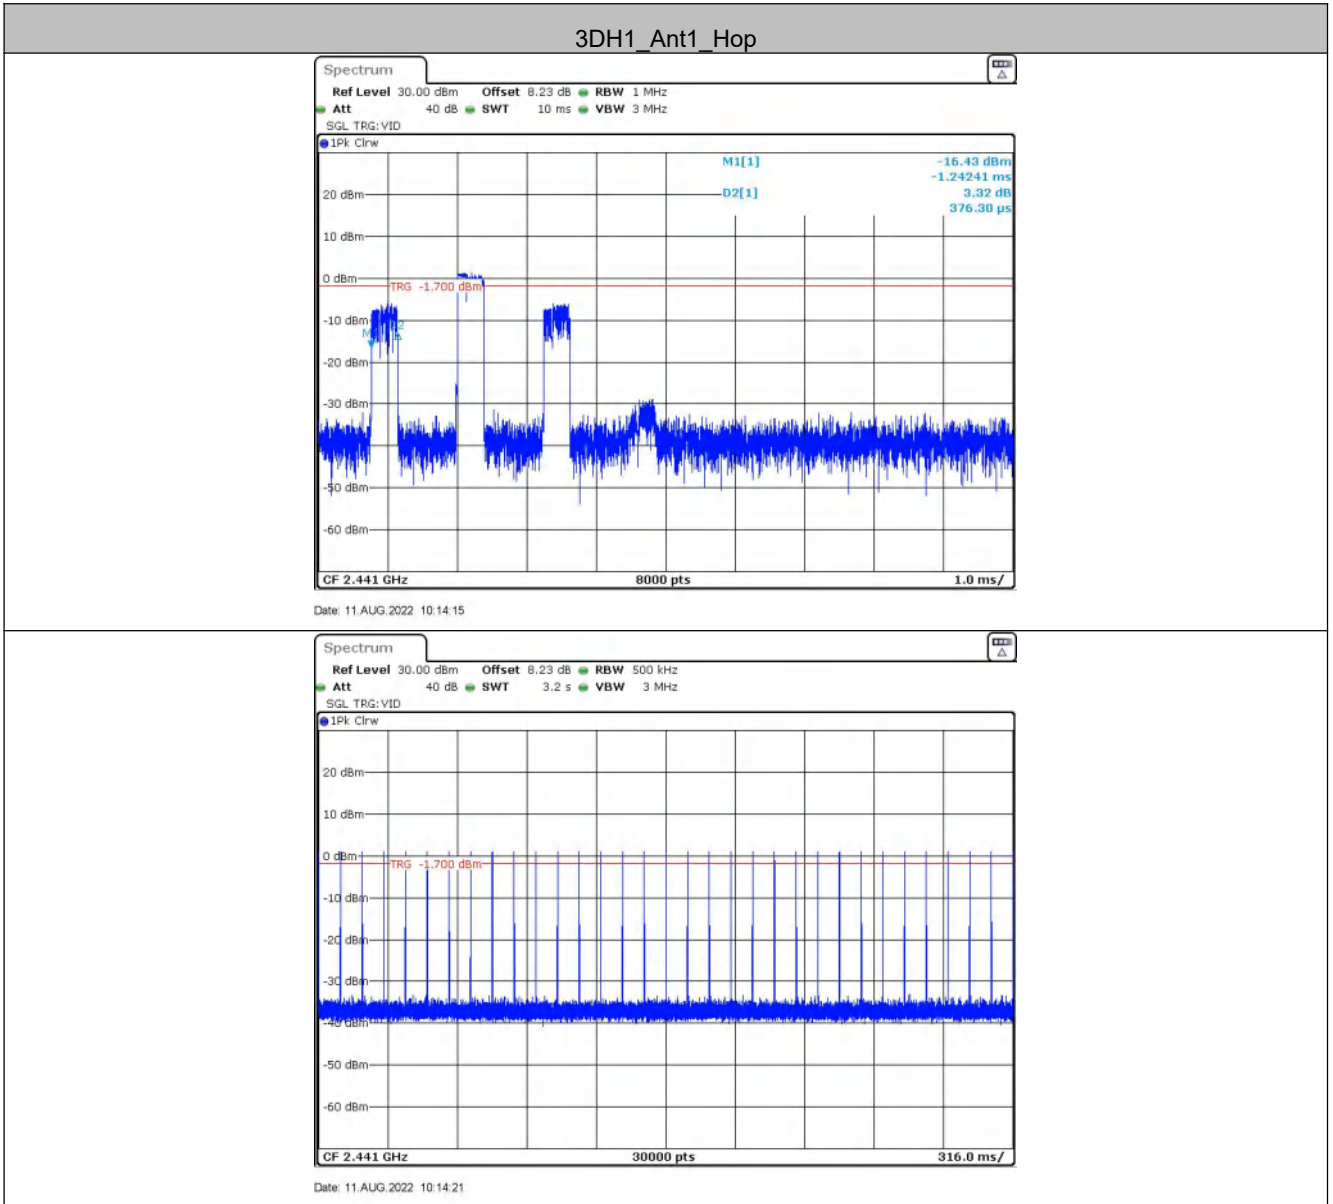 3DH1_Ant1_Hop
Spectrum
Ref Level 30.00 dBm Offset 8.23 dB RBW 1 MHz
Att 40 dB SWT 10 ms VBW 3 MHz
SGL TRG:VID
1Pk Clrw
M1[1] -16.43 dBm
-1.24241 ms
20 dBm D2[1] 3.32 dB
376.30 µs
10 dBm
0 dBm
TRG -1.700 dBm
-10 dBm
-20 dBm
-30 dBm
-50 dBm
-60 dBm
CF 2.441 GHz 8000 pts 1.0 ms/
Date: 11.AUG.2022 10:14:15
Spectrum
Ref Level 30.00 dBm Offset 8.23 dB RBW 500 kHz
Att 40 dB SWT 3.2 s VBW 3 MHz
SGL TRG:VID
1Pk Clrw
20 dBm
10 dBm
0 dBm
TRG -1.700 dBm
-10 dBm
-20 dBm
-30 dBm
-40 dBm
-50 dBm
-60 dBm
CF 2.441 GHz 30000 pts 316.0 ms/
Date: 11.AUG.2022 10:14:21